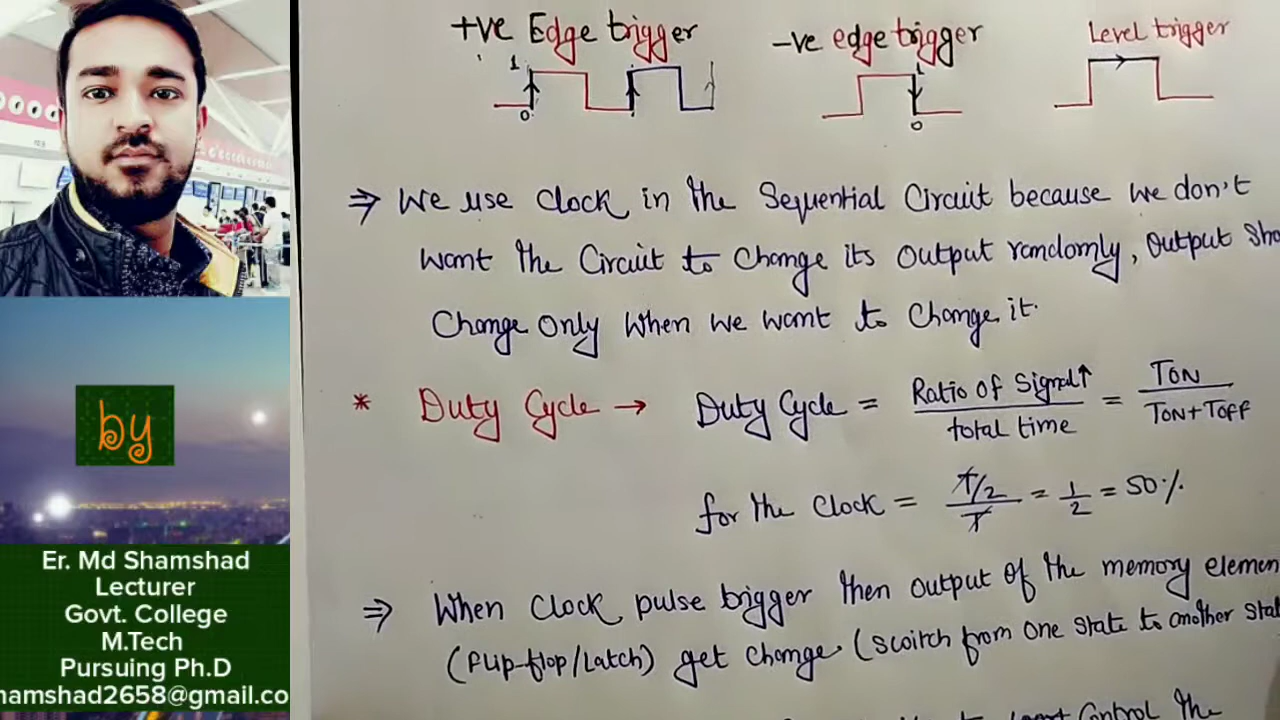 +ve Edge trigger
-ve edge trigger
Level trigger
1
0
1
0
⇒ We use Clock in the Sequential Circuit because we don't
want the Circuit to change its Output randomly, Output Sho
Change Only When we want to Change it.
* Duty Cycle → Duty Cycle = Ratio of Signal↑ / total time = TON / TON+TOFF
for the Clock = T/2 / T = 1/2 = 50%
⇒ When Clock pulse trigger then output of the memory elemen
(Flip-flop/Latch) get change (Switch from one state to another stat
Control the
by
Er. Md Shamshad
Lecturer
Govt. College
M.Tech
Pursuing Ph.D
hamshad2658@gmail.co